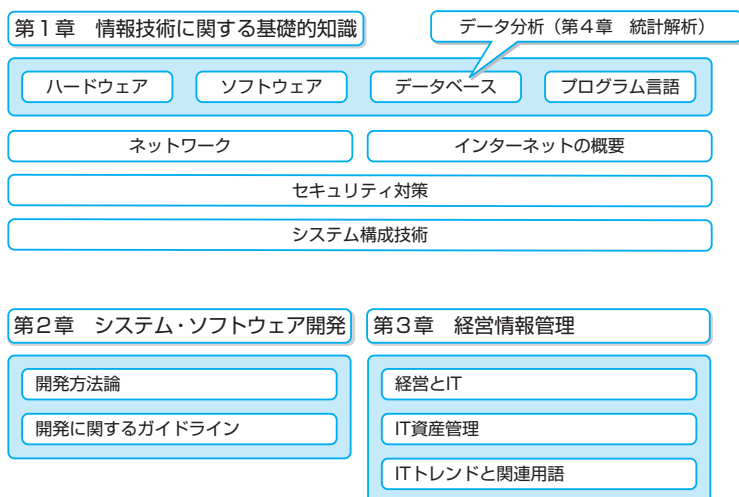 第1章　情報技術に関する基礎的知識
データ分析（第4章　統計解析）
ハードウェア
ソフトウェア
データベース
プログラム言語
ネットワーク
インターネットの概要
セキュリティ対策
システム構成技術
第2章　システム・ソフトウェア開発
開発方法論
開発に関するガイドライン
第3章　経営情報管理
経営とIT
IT資産管理
ITトレンドと関連用語